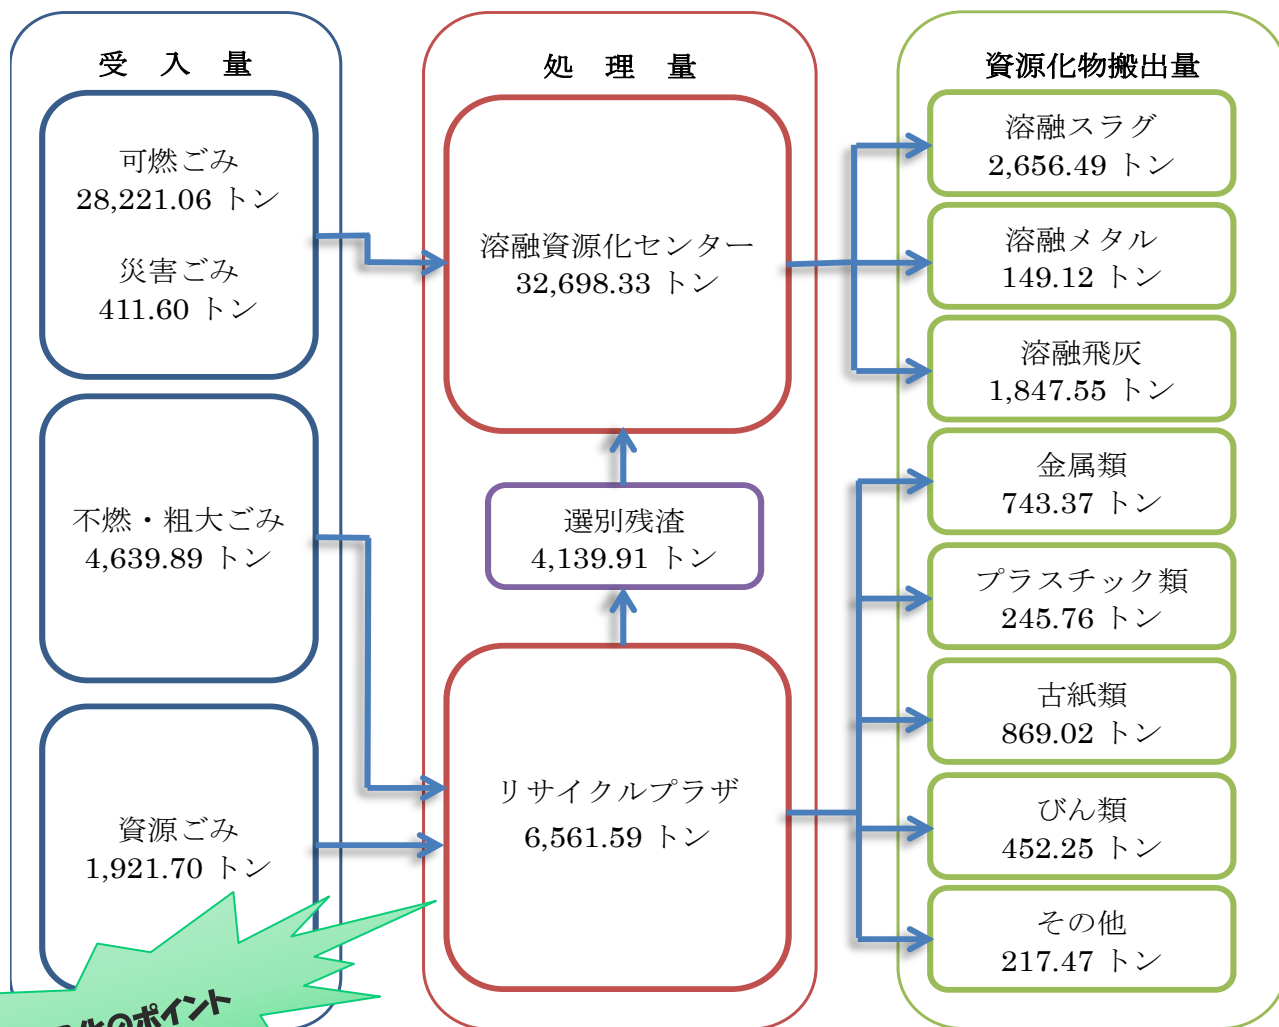 受 入 量
可燃ごみ
28,221.06 トン
災害ごみ
411.60 トン
不燃・粗大ごみ
4,639.89 トン
資源ごみ
1,921.70 トン
処 理 量
溶融資源化センター
32,698.33 トン
選別残渣
4,139.91 トン
リサイクルプラザ
6,561.59 トン
資源化物搬出量
溶融スラグ
2,656.49 トン
溶融メタル
149.12 トン
溶融飛灰
1,847.55 トン
金属類
743.37 トン
プラスチック類
245.76 トン
古紙類
869.02 トン
びん類
452.25 トン
その他
217.47 トン
化のポイント